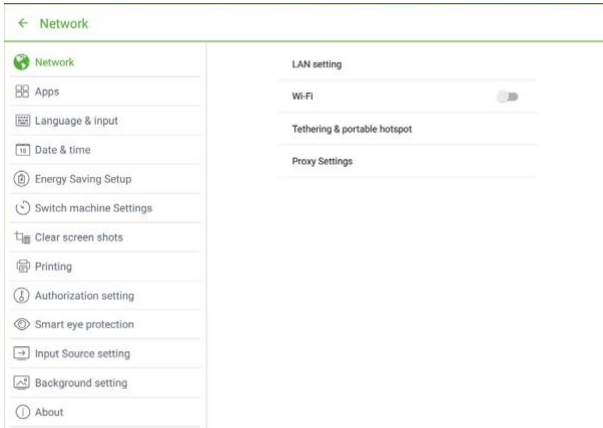 Network
Network
Apps
Language & input
Date & time
Energy Saving Setup
Switch machine Settings
Clear screen shots
Printing
Authorization setting
Smart eye protection
Input Source setting
Background setting
About
LAN setting
Wi-Fi
Tethering & portable hotspot
Proxy Settings